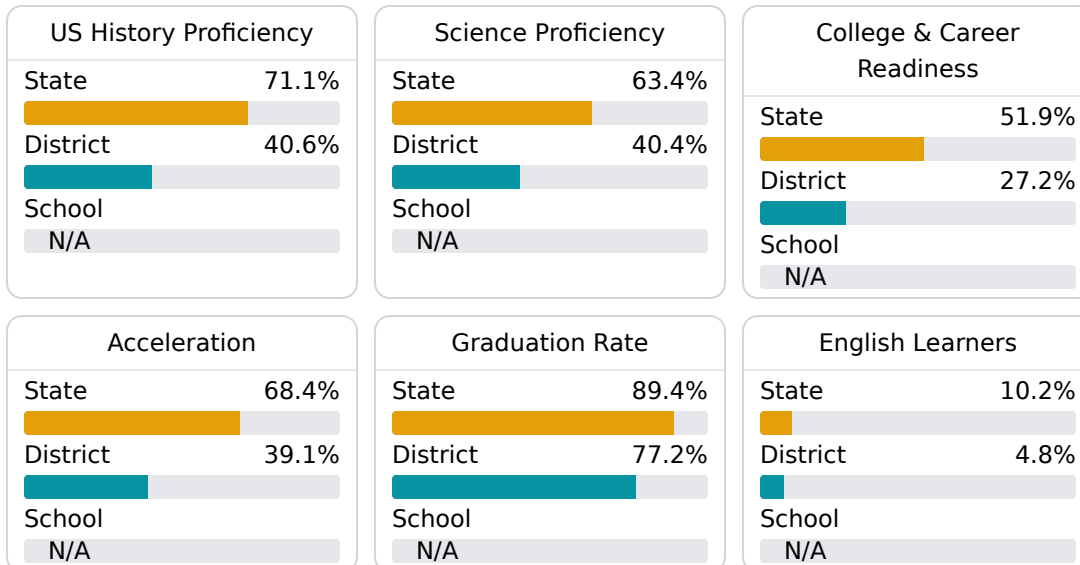 US History Proficiency
State 71.1%
District 40.6%
School
N/A
Science Proficiency
State 63.4%
District 40.4%
School
N/A
College & Career
Readiness
State 51.9%
District 27.2%
School
N/A
Acceleration
State 68.4%
District 39.1%
School
N/A
Graduation Rate
State 89.4%
District 77.2%
School
N/A
English Learners
State 10.2%
District 4.8%
School
N/A